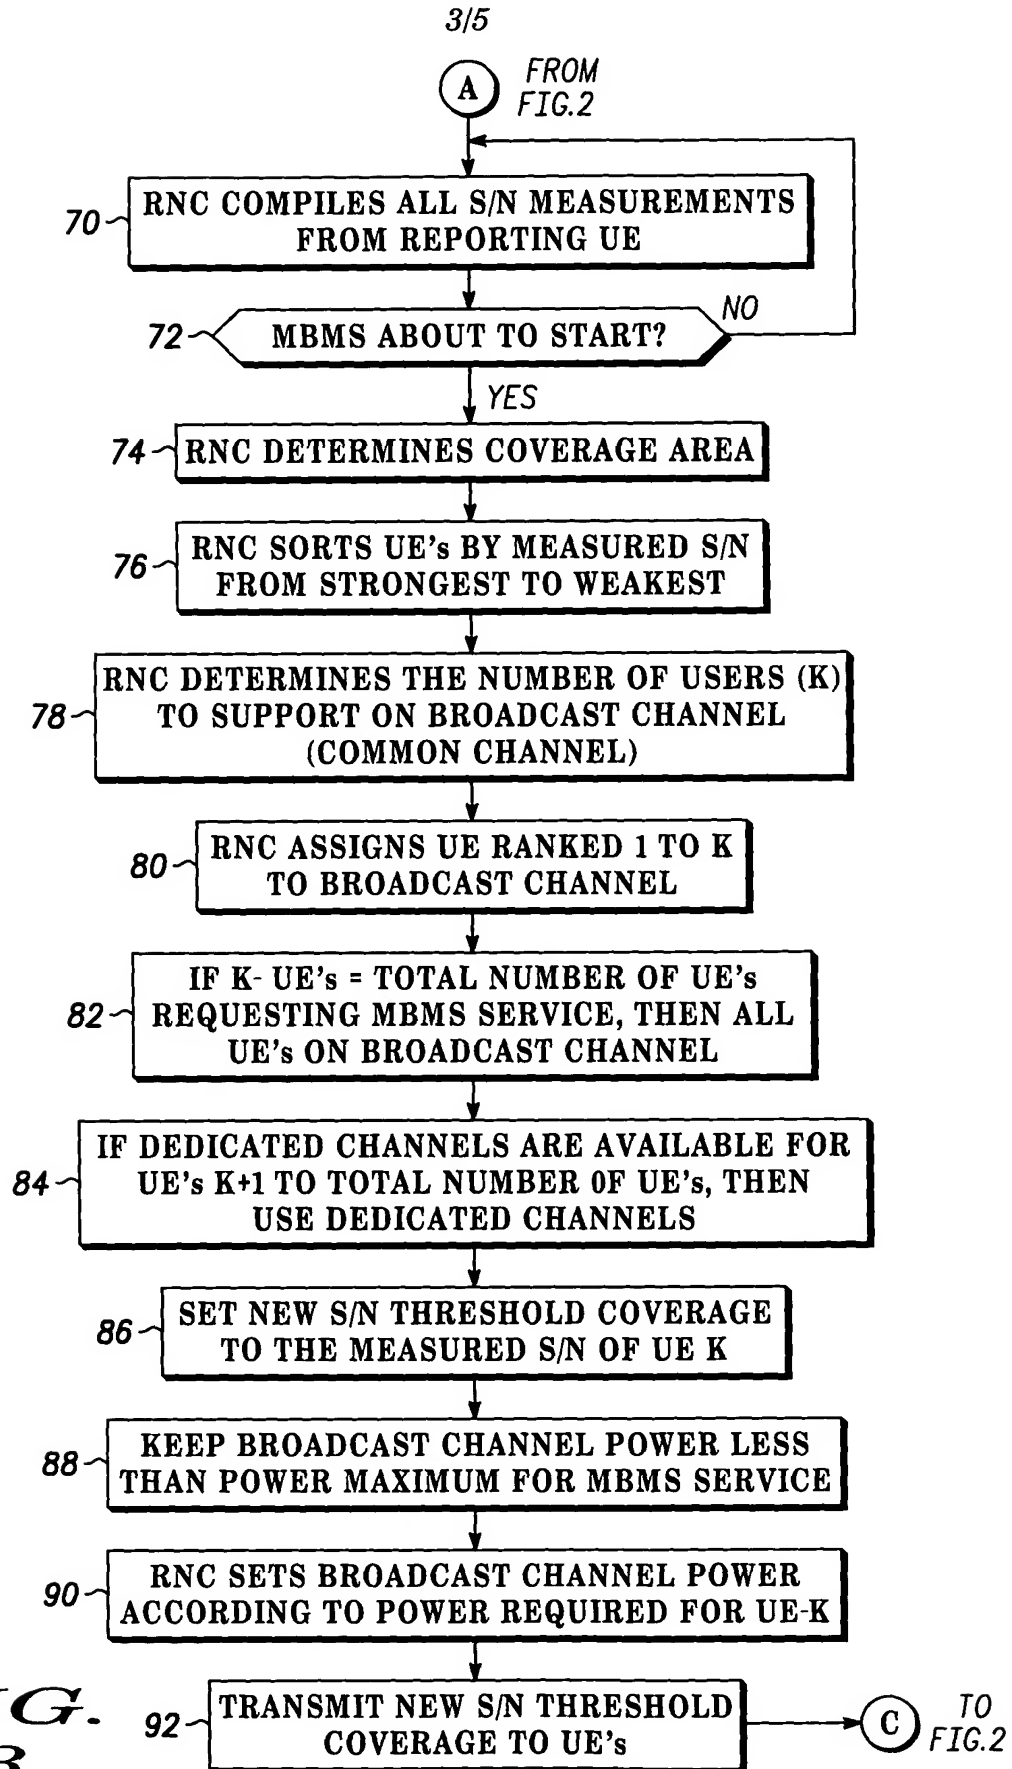 3/5
A
FROM
FIG.2
70
RNC COMPILES ALL S/N MEASUREMENTS
FROM REPORTING UE
72
MBMS ABOUT TO START?
NO
YES
74
RNC DETERMINES COVERAGE AREA
76
RNC SORTS UE's BY MEASURED S/N
FROM STRONGEST TO WEAKEST
78
RNC DETERMINES THE NUMBER OF USERS (K)
TO SUPPORT ON BROADCAST CHANNEL
(COMMON CHANNEL)
80
RNC ASSIGNS UE RANKED 1 TO K
TO BROADCAST CHANNEL
82
IF K- UE's = TOTAL NUMBER OF UE's
REQUESTING MBMS SERVICE, THEN ALL
UE's ON BROADCAST CHANNEL
84
IF DEDICATED CHANNELS ARE AVAILABLE FOR
UE's K+1 TO TOTAL NUMBER OF UE's, THEN
USE DEDICATED CHANNELS
86
SET NEW S/N THRESHOLD COVERAGE
TO THE MEASURED S/N OF UE K
88
KEEP BROADCAST CHANNEL POWER LESS
THAN POWER MAXIMUM FOR MBMS SERVICE
90
RNC SETS BROADCAST CHANNEL POWER
ACCORDING TO POWER REQUIRED FOR UE-K
92
TRANSMIT NEW S/N THRESHOLD
COVERAGE TO UE's
C
TO
FIG.2